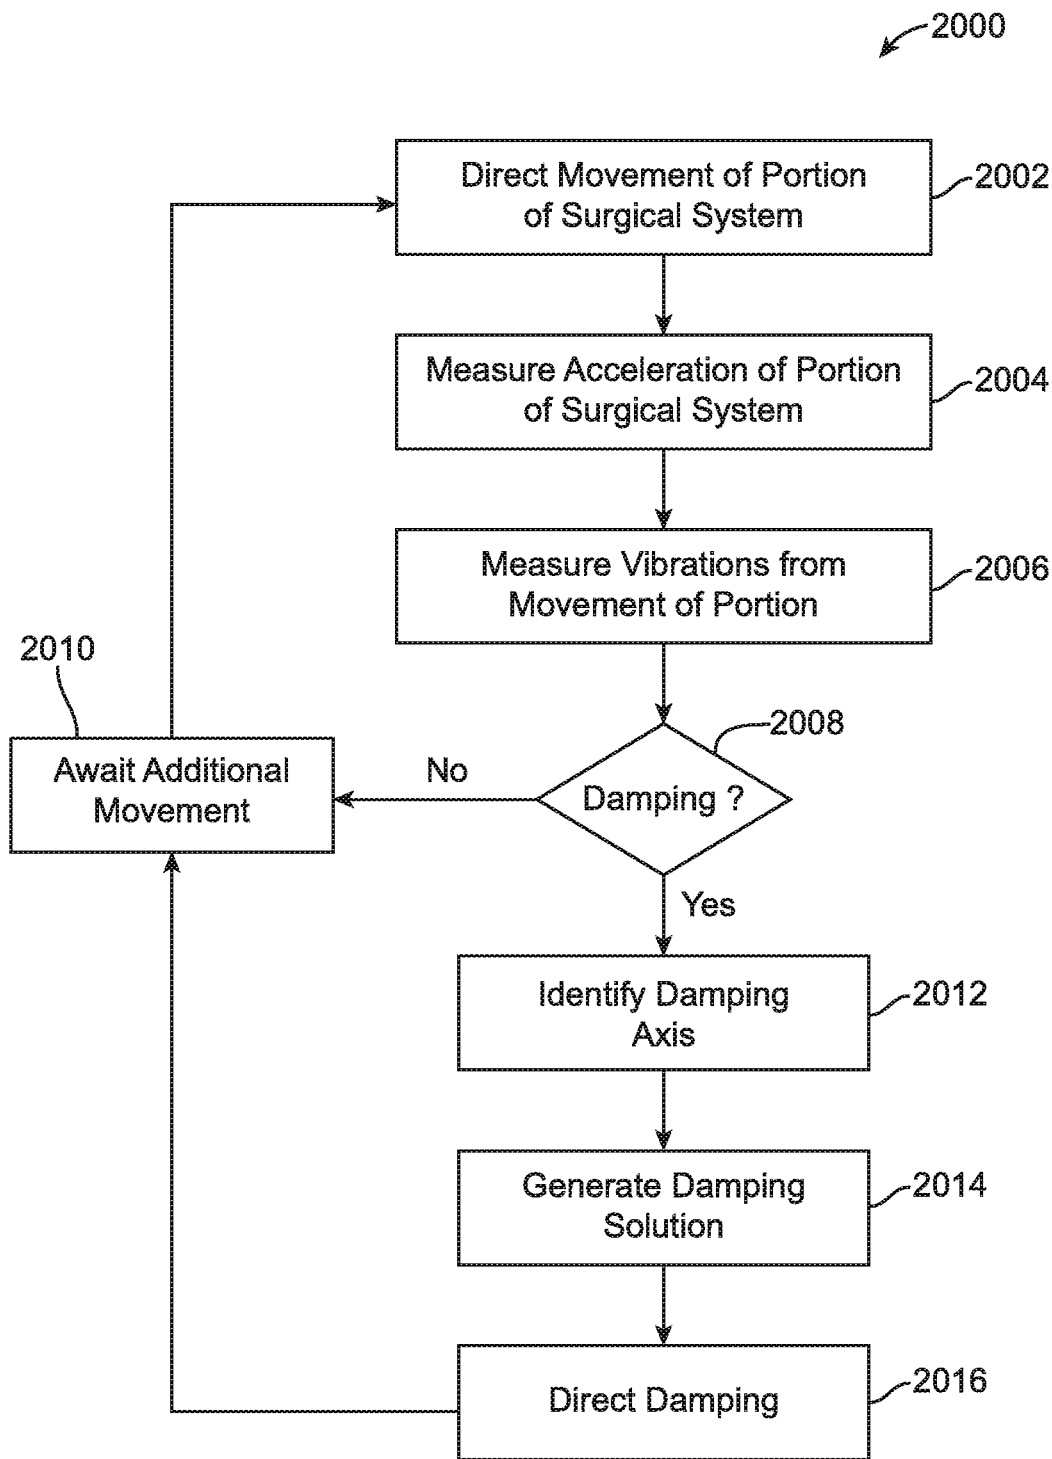 2000
Direct Movement of Portion
of Surgical System
2002
Measure Acceleration of Portion
of Surgical System
2004
Measure Vibrations from
Movement of Portion
2006
2010
Await Additional
Movement
No
Damping ?
2008
Yes
Identify Damping
Axis
2012
Generate Damping
Solution
2014
Direct Damping
2016